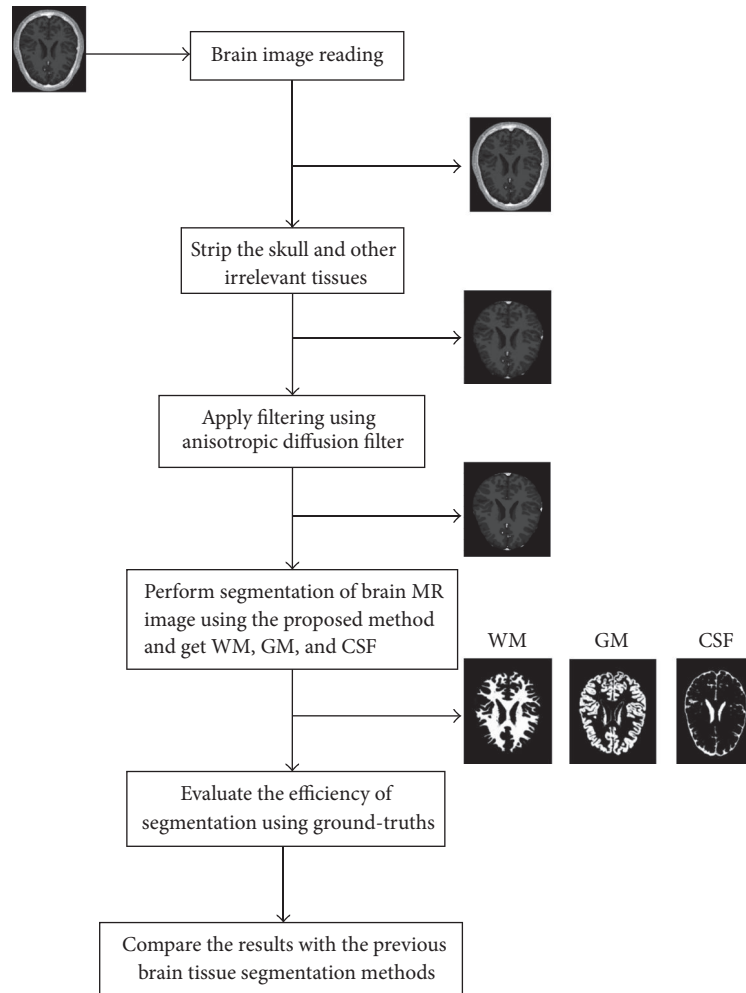 Brain image reading
Strip the skull and other
irrelevant tissues
Apply filtering using
anisotropic diffusion filter
Perform segmentation of brain MR
image using the proposed method
and get WM, GM, and CSF
WM
GM
CSF
Evaluate the efficiency of
segmentation using ground-truths
Compare the results with the previous
brain tissue segmentation methods